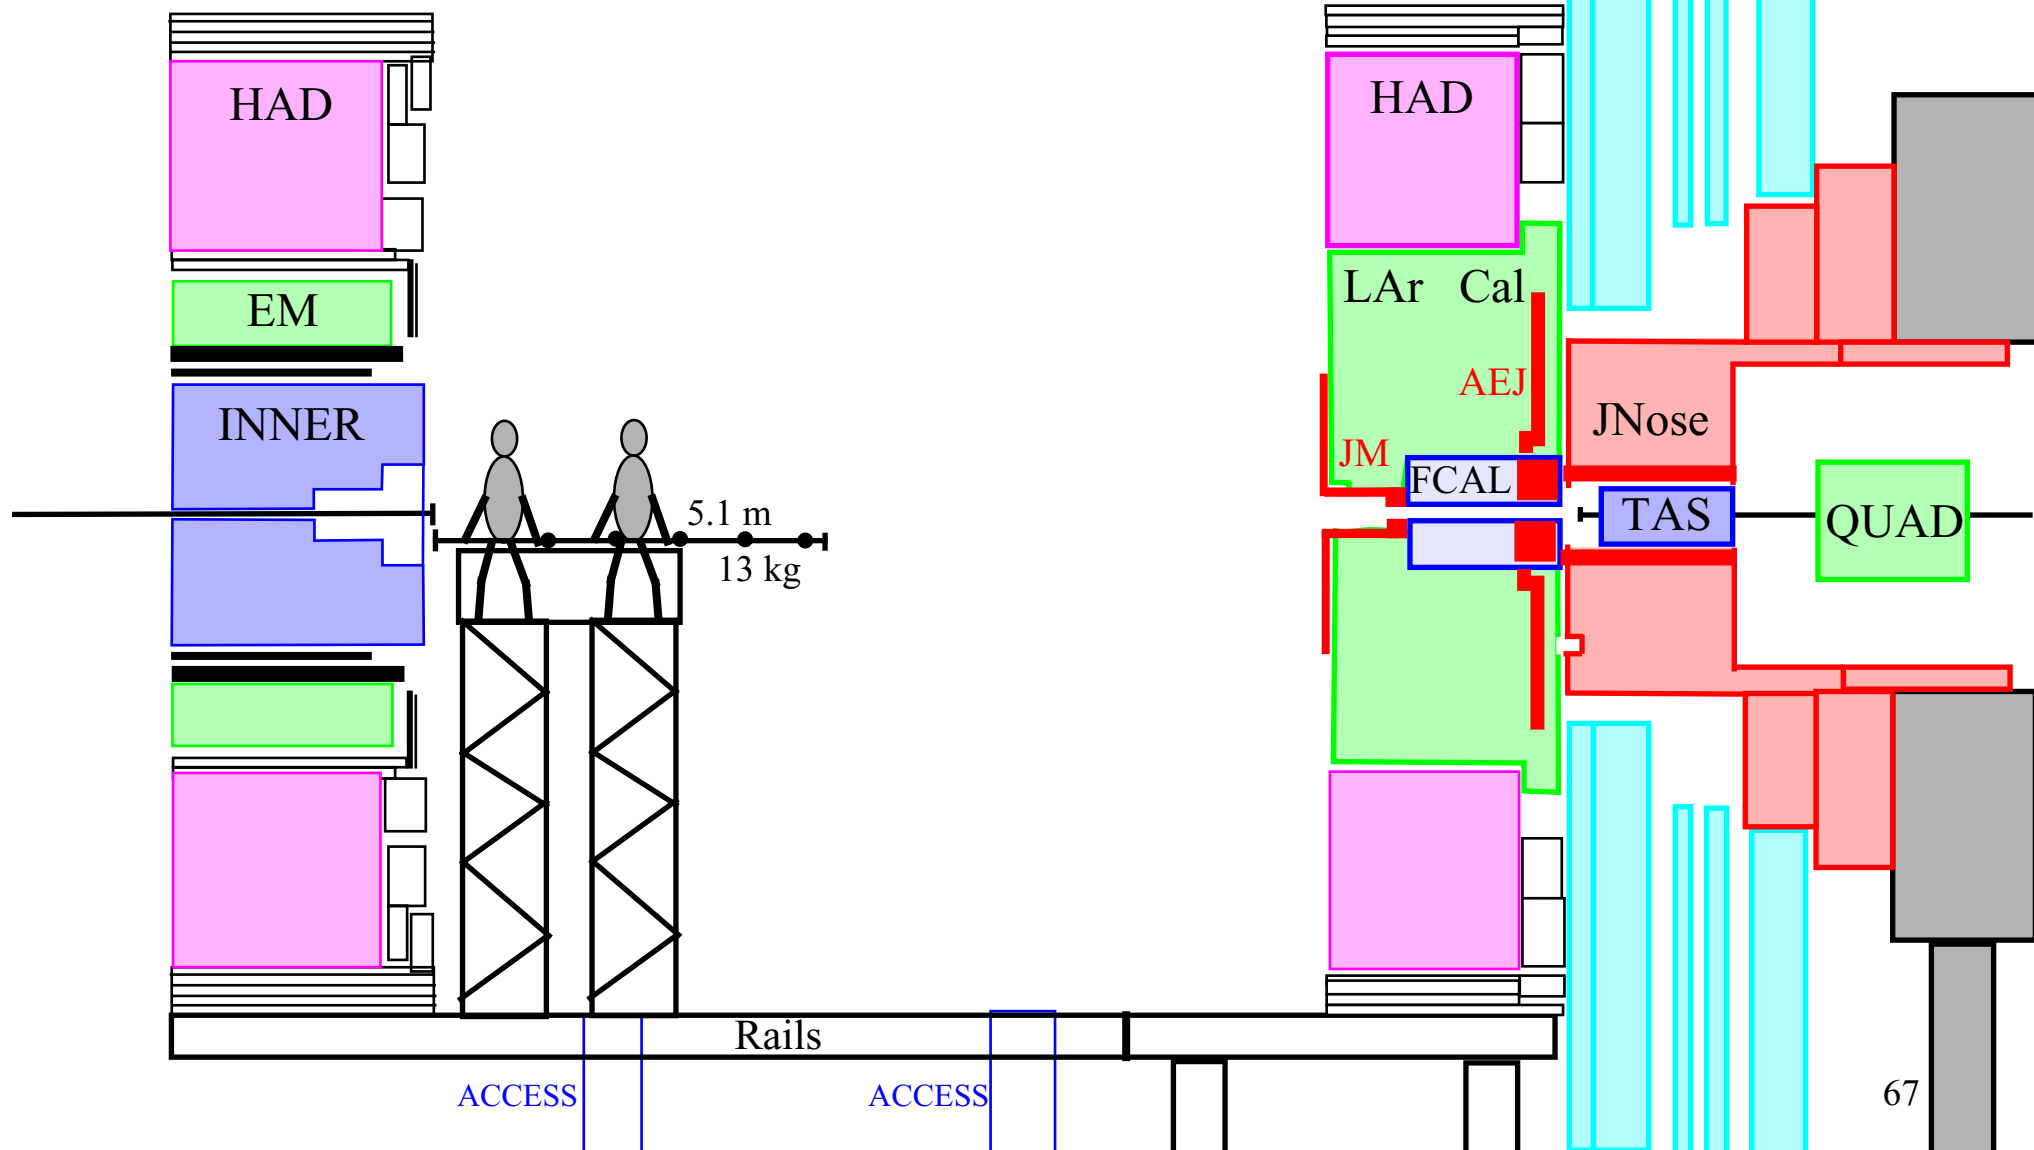 HAD
HAD
EM
LAr Cal
INNER
AEJ
JNose
JM
FCAL
5.1 m
13 kg
TAS
QUAD
Rails
ACCESS
ACCESS
67